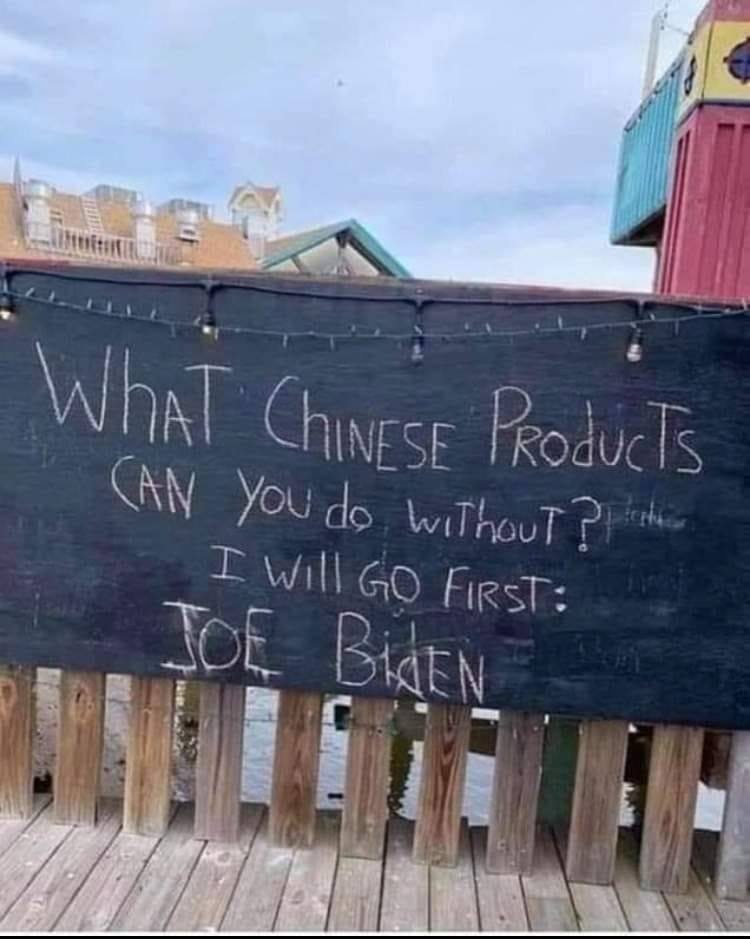 WhAT ChINESE ProducTs
CAN you do WiThouT?
I Will GO FIRST:
JOE BiDEN